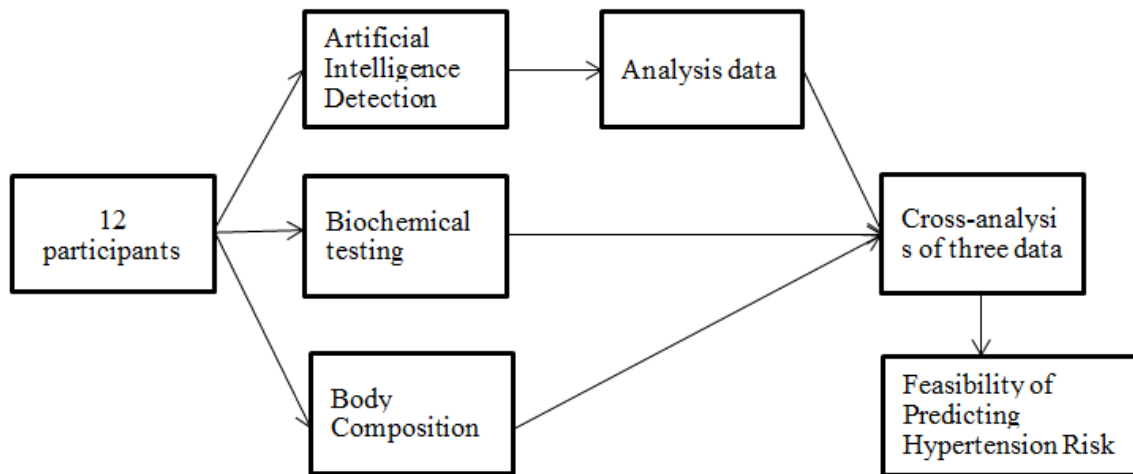 Artificial
Intelligence
Detection
Analysis data
12
participants
Biochemical
testing
Cross-analysi
s of three data
Body
Composition
Feasibility of
Predicting
Hypertension Risk